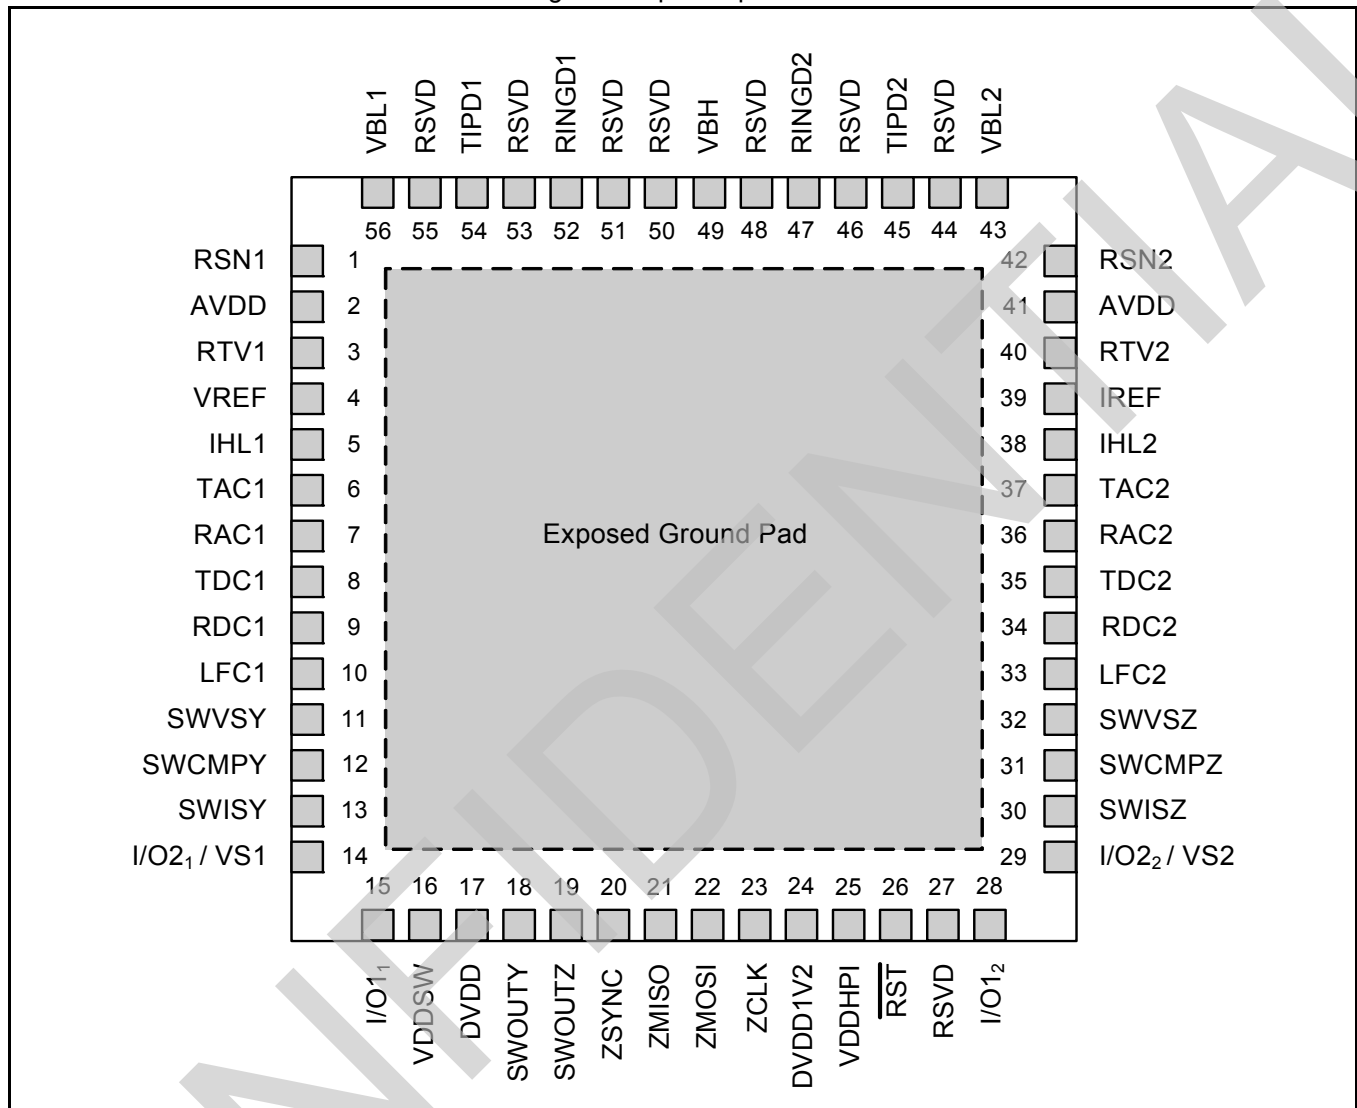 VBL1 RSVD TIPD1 RSVD RINGD1 RSVD RSVD VBH RSVD RINGD2 RSVD TIPD2 RSVD VBL2
56 55 54 53 52 51 50 49 48 47 46 45 44 43
RSN1 1 42 RSN2
AVDD 2 41 AVDD
RTV1 3 40 RTV2
VREF 4 39 IREF
IHL1 5 38 IHL2
TAC1 6 37 TAC2
RAC1 7 Exposed Ground Pad 36 RAC2
TDC1 8 35 TDC2
RDC1 9 34 RDC2
LFC1 10 33 LFC2
SWVSY 11 32 SWVSZ
SWCMPY 12 31 SWCMPZ
SWISY 13 30 SWISZ
I/O2₁ / VS1 14 29 I/O2₂ / VS2
15 16 17 18 19 20 21 22 23 24 25 26 27 28
I/O1₁ VDDSW DVDD SWOUTY SWOUTZ ZSYNC ZMISO ZMOSI ZCLK DVDD1V2 VDDHPI RST RSVD I/O1₂
NFIDENTIAL